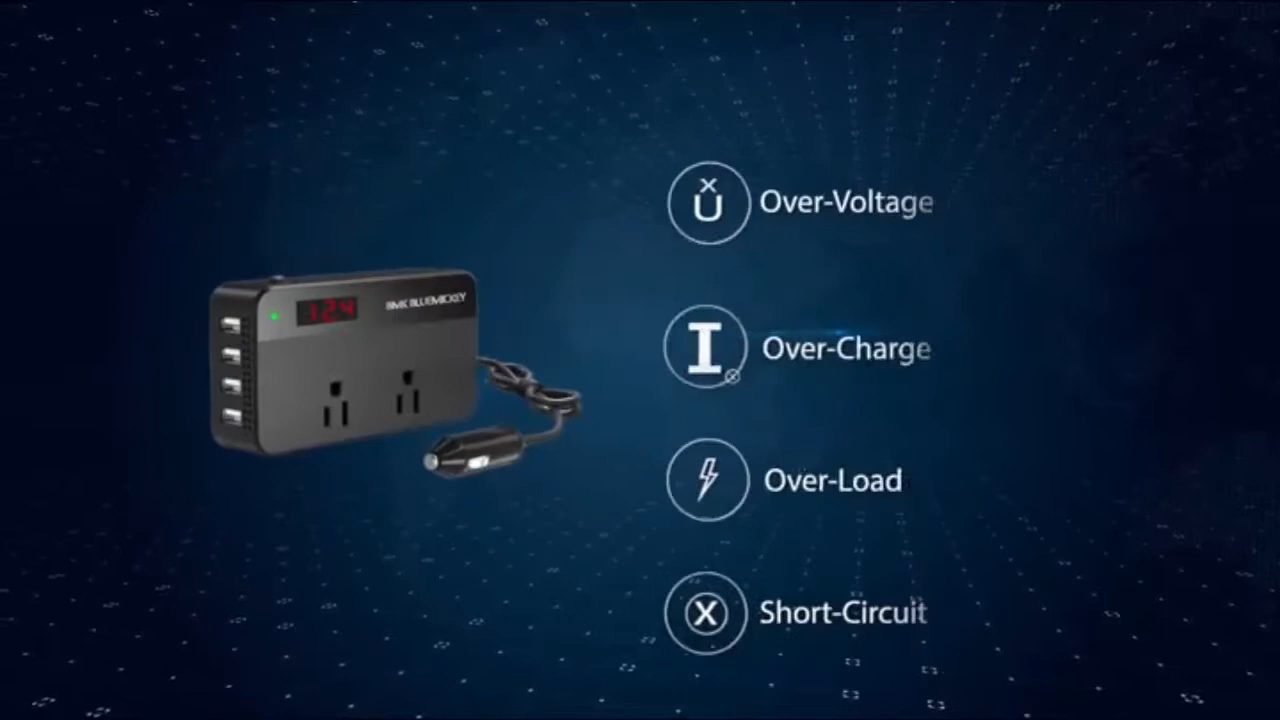 124
BMK BLUEMICKEY
Over-Voltage
Over-Charge
Over-Load
Short-Circuit